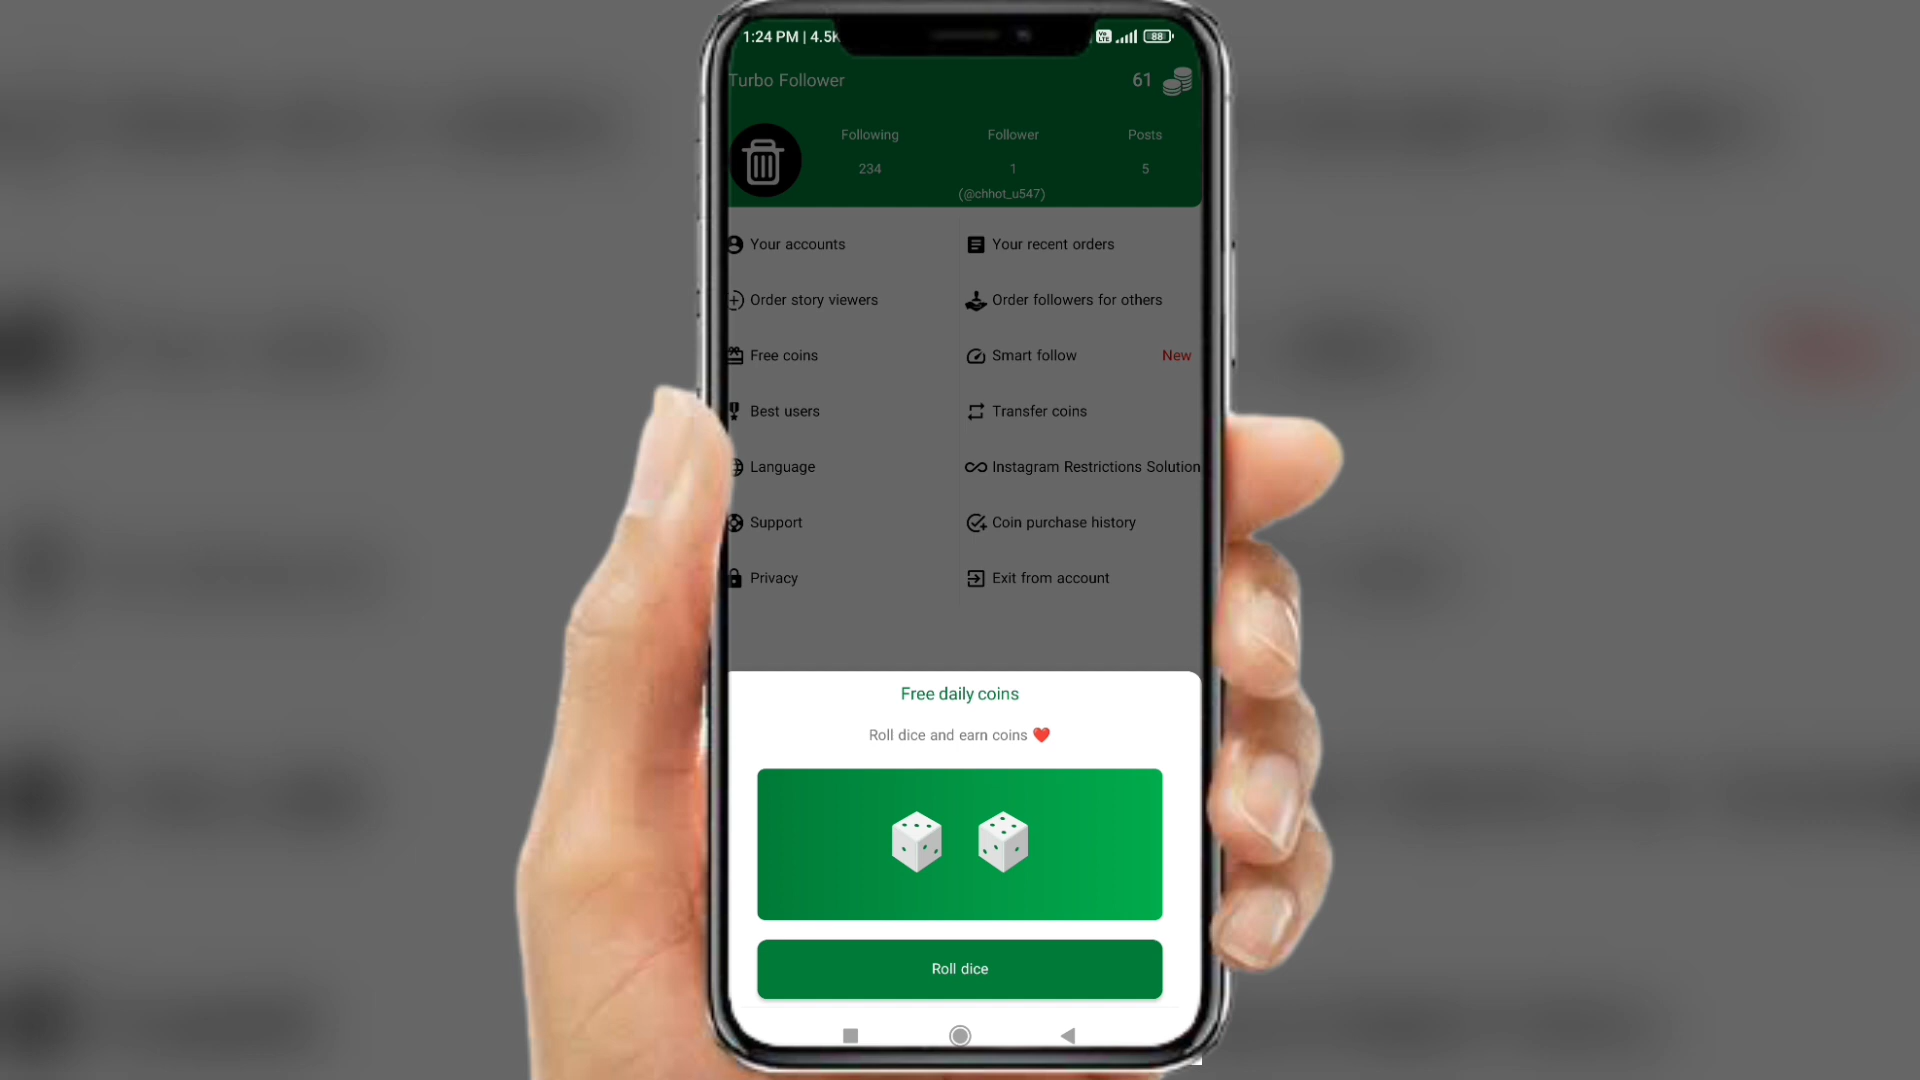 1:24 PM | 4.5K
88
Turbo Follower
61
Following
Follower
Posts
234
1
5
(@chhot_u547)
Your accounts
Your recent orders
Order story viewers
Order followers for others
Free coins
Smart follow
New
Best users
Transfer coins
Language
Instagram Restrictions Solution
Support
Coin purchase history
Privacy
Exit from account
Free daily coins
Roll dice and earn coins ❤️
Roll dice